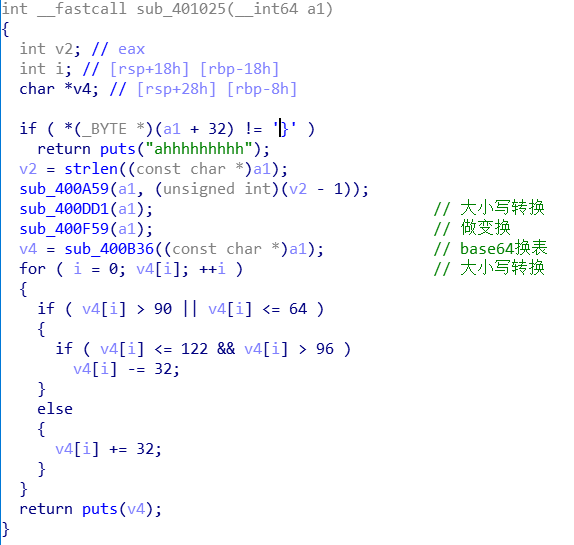 int __fastcall sub_401025(__int64 a1)
{
  int v2; // eax
  int i; // [rsp+18h] [rbp-18h]
  char *v4; // [rsp+28h] [rbp-8h]

  if ( *(_BYTE *)(a1 + 32) != '}' )
    return puts("ahhhhhhhhh");
  v2 = strlen((const char *)a1);
  sub_400A59(a1, (unsigned int)(v2 - 1));
  sub_400DD1(a1); // 大小写转换
  sub_400F59(a1); // 做变换
  v4 = sub_400B36((const char *)a1); // base64换表
  for ( i = 0; v4[i]; ++i ) // 大小写转换
  {
    if ( v4[i] > 90 || v4[i] <= 64 )
    {
      if ( v4[i] <= 122 && v4[i] > 96 )
        v4[i] -= 32;
    }
    else
    {
      v4[i] += 32;
    }
  }
  return puts(v4);
}